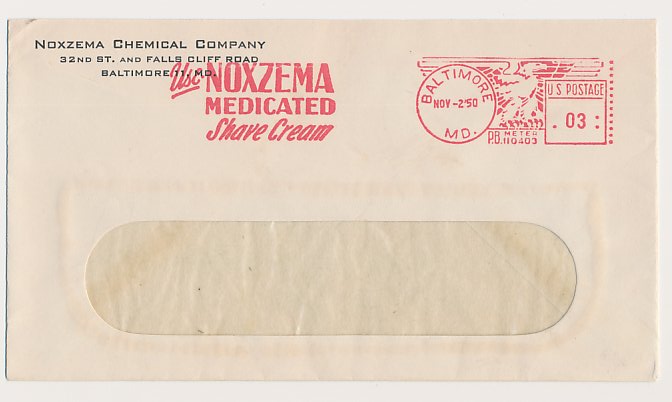 NOXZEMA CHEMICAL COMPANY
32ND ST. AND FALLS CLIFF ROAD
BALTIMORE 11, MD.
Use NOXZEMA
MEDICATED
Shave Cream
BALTIMORE
NOV -2 '50
MD.
U.S. POSTAGE
.03:
P.B. METER
110403